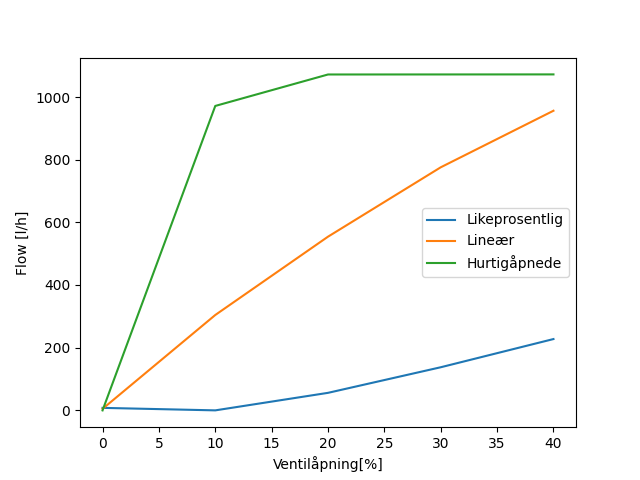 1000
800
600
400
200
0
Flow [l/h]
Likeprosentlig
Lineær
Hurtigåpnede
0 5 10 15 20 25 30 35 40
Ventilåpning[%]